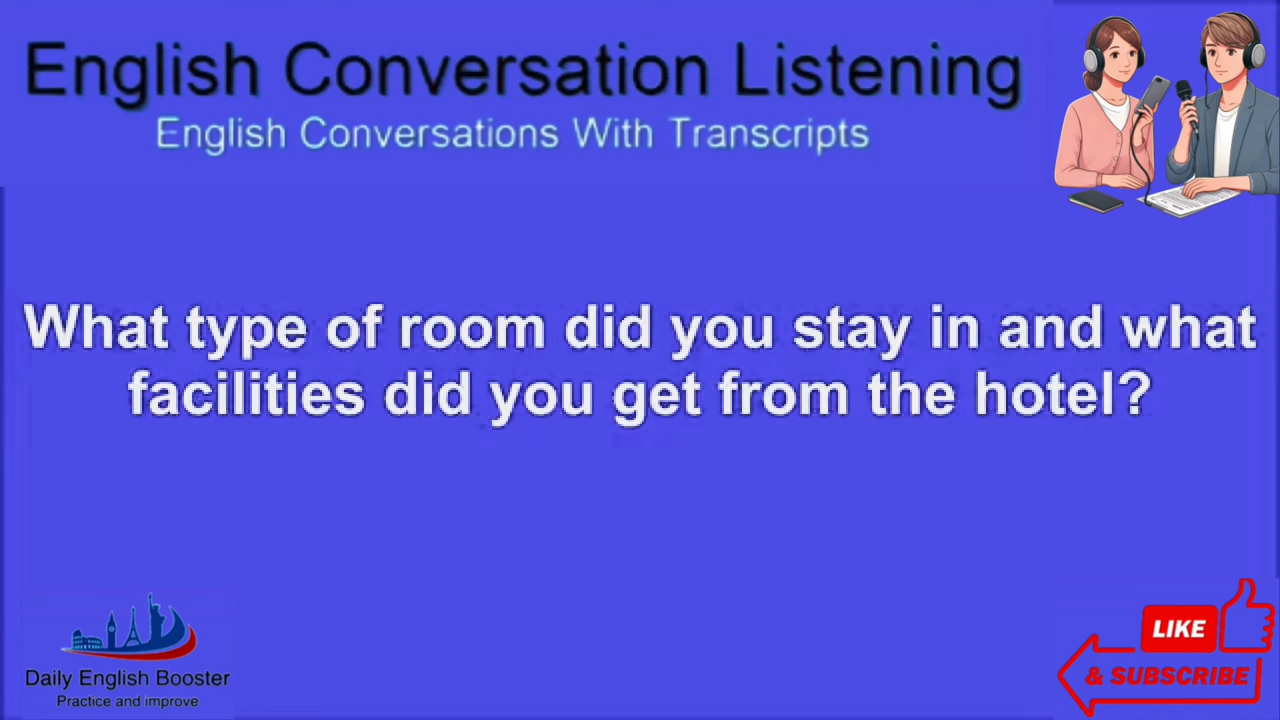 English Conversation Listening
English Conversations With Transcripts
What type of room did you stay in and what
facilities did you get from the hotel?
Daily English Booster
Practice and improve
LIKE
& SUBSCRIBE